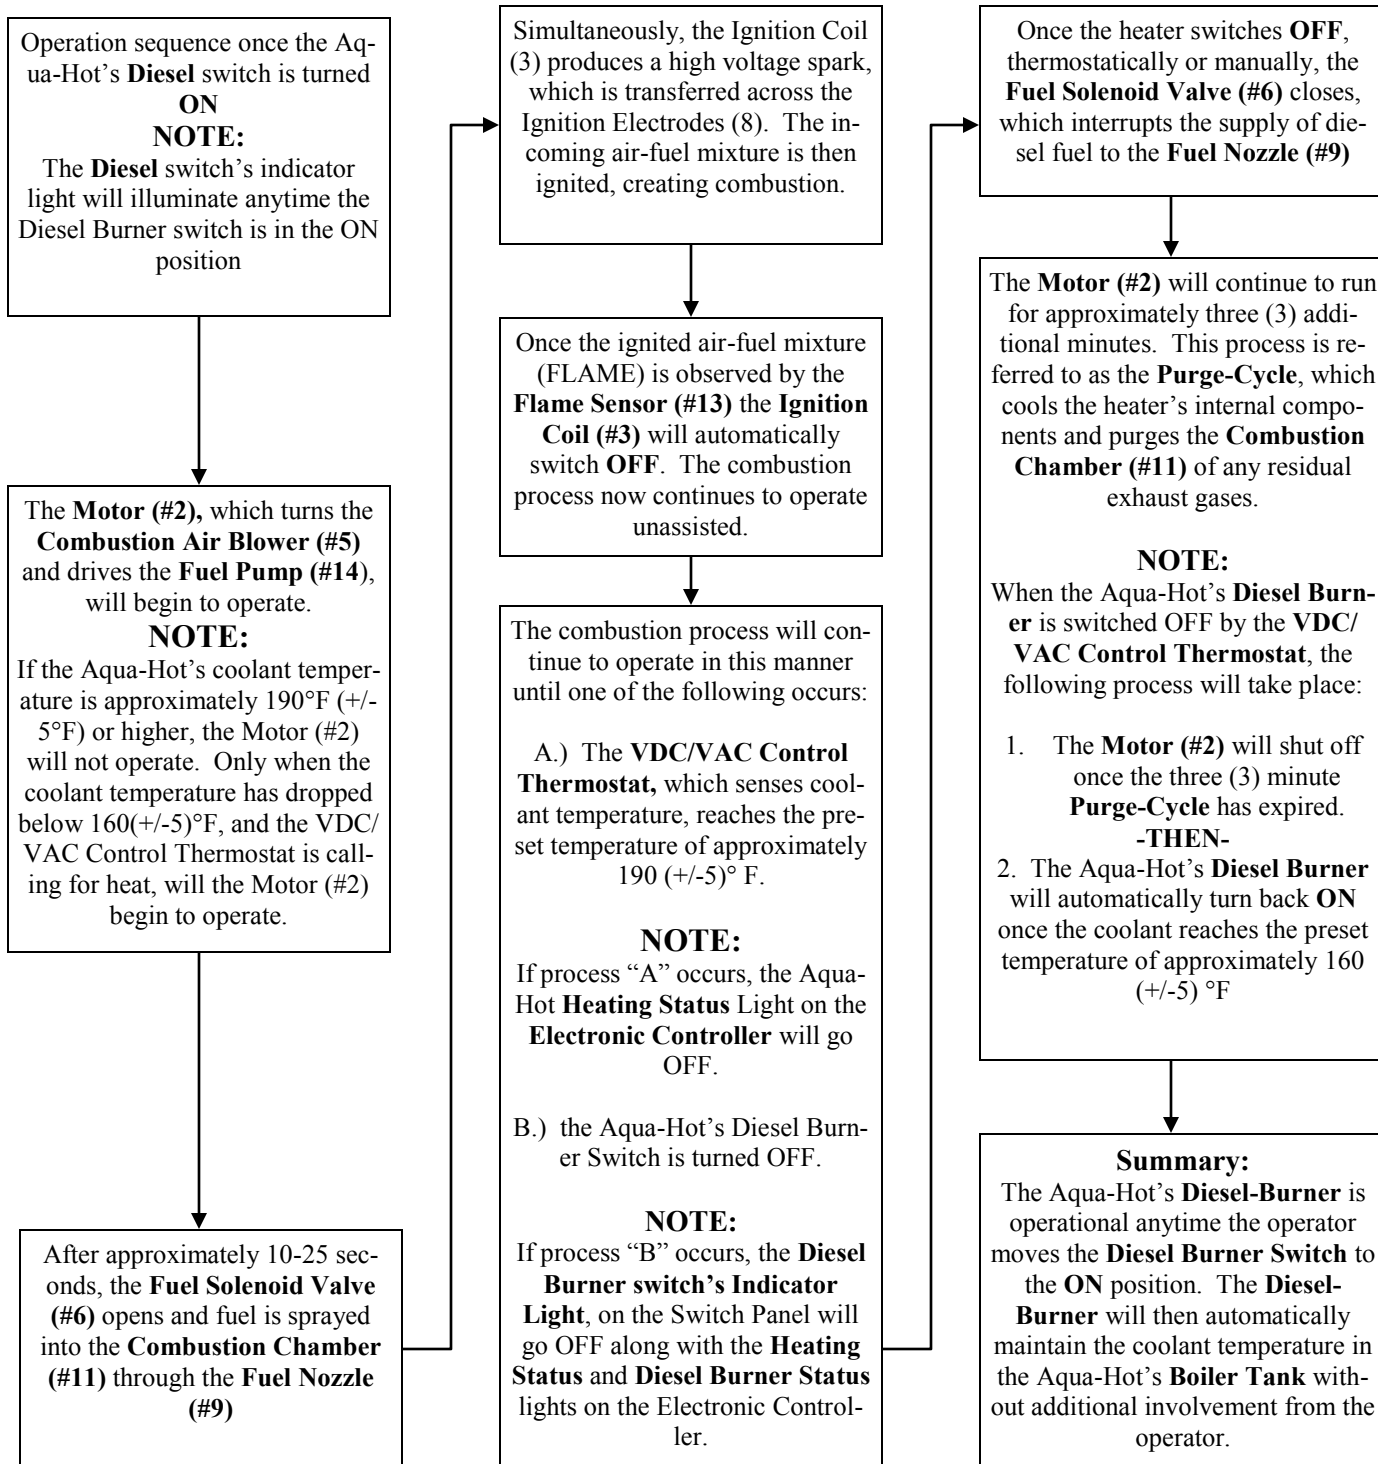 Operation sequence once the Aq-
ua-Hot's Diesel switch is turned
ON
NOTE:
The Diesel switch's indicator
light will illuminate anytime the
Diesel Burner switch is in the ON
position
The Motor (#2), which turns the
Combustion Air Blower (#5)
and drives the Fuel Pump (#14),
will begin to operate.
NOTE:
If the Aqua-Hot's coolant temper-
ature is approximately 190°F (+/-
5°F) or higher, the Motor (#2)
will not operate.  Only when the
coolant temperature has dropped
below 160(+/-5)°F, and the VDC/
VAC Control Thermostat is call-
ing for heat, will the Motor (#2)
begin to operate.
After approximately 10-25 sec-
onds, the Fuel Solenoid Valve
(#6) opens and fuel is sprayed
into the Combustion Chamber
(#11) through the Fuel Nozzle
(#9)
Simultaneously, the Ignition Coil
(3) produces a high voltage spark,
which is transferred across the
Ignition Electrodes (8).  The in-
coming air-fuel mixture is then
ignited, creating combustion.
Once the ignited air-fuel mixture
(FLAME) is observed by the
Flame Sensor (#13) the Ignition
Coil (#3) will automatically
switch OFF.  The combustion
process now continues to operate
unassisted.
The combustion process will con-
tinue to operate in this manner
until one of the following occurs:
A.)  The VDC/VAC Control
Thermostat, which senses cool-
ant temperature, reaches the pre-
set temperature of approximately
190 (+/-5)° F.
NOTE:
If process “A” occurs, the Aqua-
Hot Heating Status Light on the
Electronic Controller will go
OFF.
B.)  the Aqua-Hot's Diesel Burn-
er Switch is turned OFF.
NOTE:
If process “B” occurs, the Diesel
Burner switch's Indicator
Light, on the Switch Panel will
go OFF along with the Heating
Status and Diesel Burner Status
lights on the Electronic Control-
ler.
Once the heater switches OFF,
thermostatically or manually, the
Fuel Solenoid Valve (#6) closes,
which interrupts the supply of die-
sel fuel to the Fuel Nozzle (#9)
The Motor (#2) will continue to run
for approximately three (3) addi-
tional minutes.  This process is re-
ferred to as the Purge-Cycle, which
cools the heater's internal compo-
nents and purges the Combustion
Chamber (#11) of any residual
exhaust gases.
NOTE:
When the Aqua-Hot's Diesel Burn-
er is switched OFF by the VDC/
VAC Control Thermostat, the
following process will take place:
1. The Motor (#2) will shut off
once the three (3) minute
Purge-Cycle has expired.
-THEN-
2.  The Aqua-Hot's Diesel Burner
will automatically turn back ON
once the coolant reaches the preset
temperature of approximately 160
(+/-5) °F
Summary:
The Aqua-Hot's Diesel-Burner is
operational anytime the operator
moves the Diesel Burner Switch to
the ON position.  The Diesel-
Burner will then automatically
maintain the coolant temperature in
the Aqua-Hot's Boiler Tank with-
out additional involvement from the
operator.